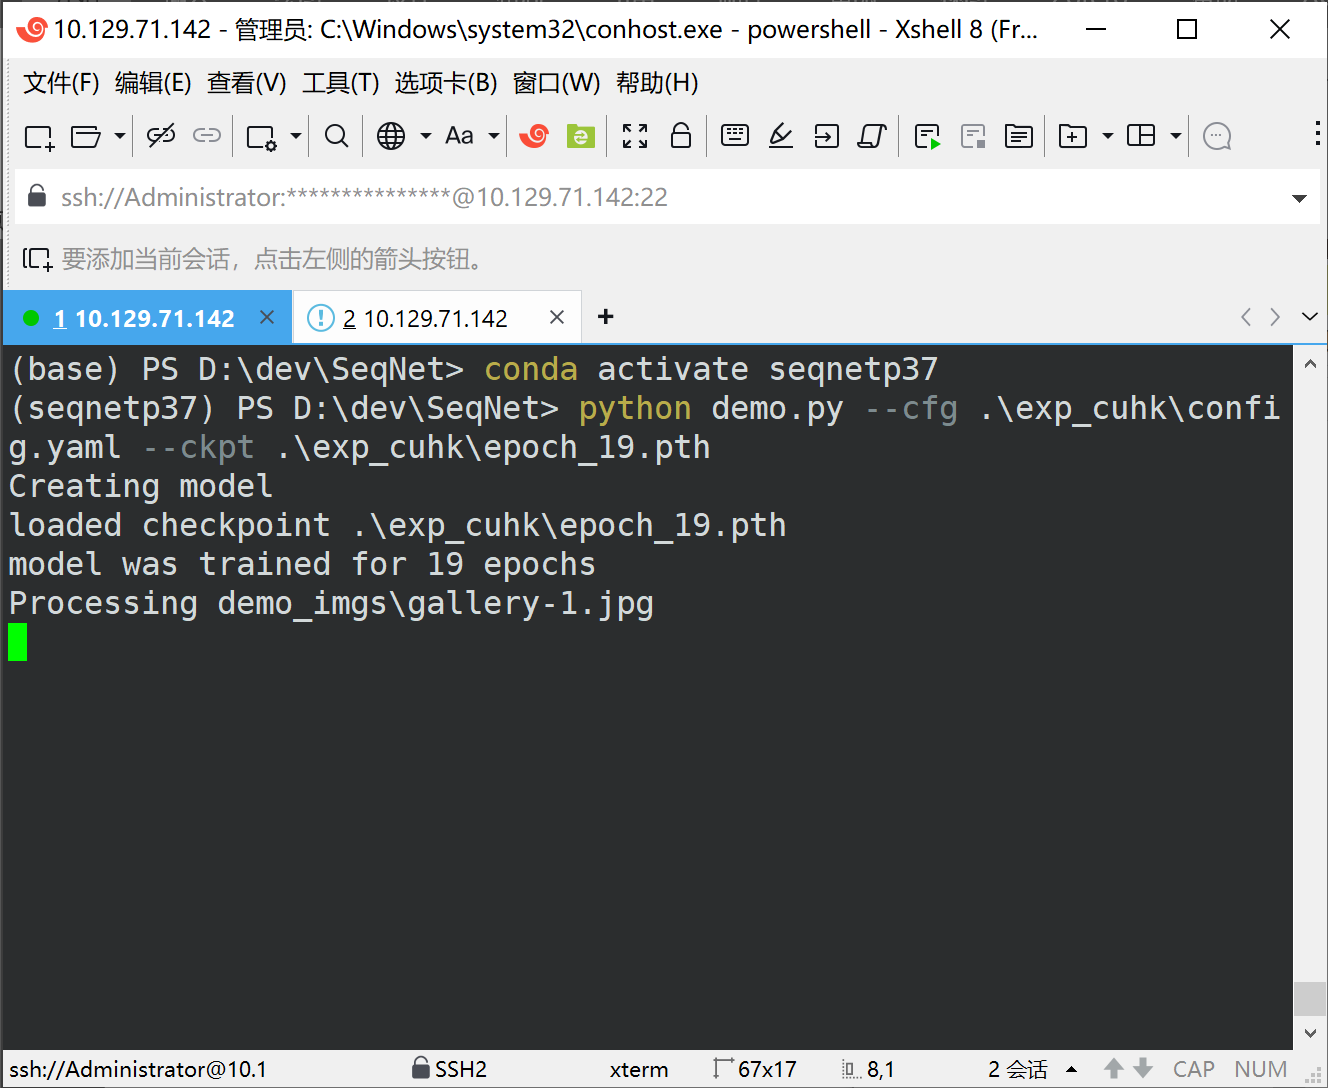 10.129.71.142 - 管理员: C:\Windows\system32\conhost.exe - powershell - Xshell 8 (Fr...
文件(F) 编辑(E) 查看(V) 工具(T) 选项卡(B) 窗口(W) 帮助(H)
Aa
ssh://Administrator:***************@10.129.71.142:22
要添加当前会话，点击左侧的箭头按钮。
1 10.129.71.142 2 10.129.71.142
(base) PS D:\dev\SeqNet> conda activate seqnetp37
(seqnetp37) PS D:\dev\SeqNet> python demo.py --cfg .\exp_cuhk\confi
g.yaml --ckpt .\exp_cuhk\epoch_19.pth
Creating model
loaded checkpoint .\exp_cuhk\epoch_19.pth
model was trained for 19 epochs
Processing demo_imgs\gallery-1.jpg
ssh://Administrator@10.1 SSH2 xterm 67x17 8,1 2 会话 CAP NUM